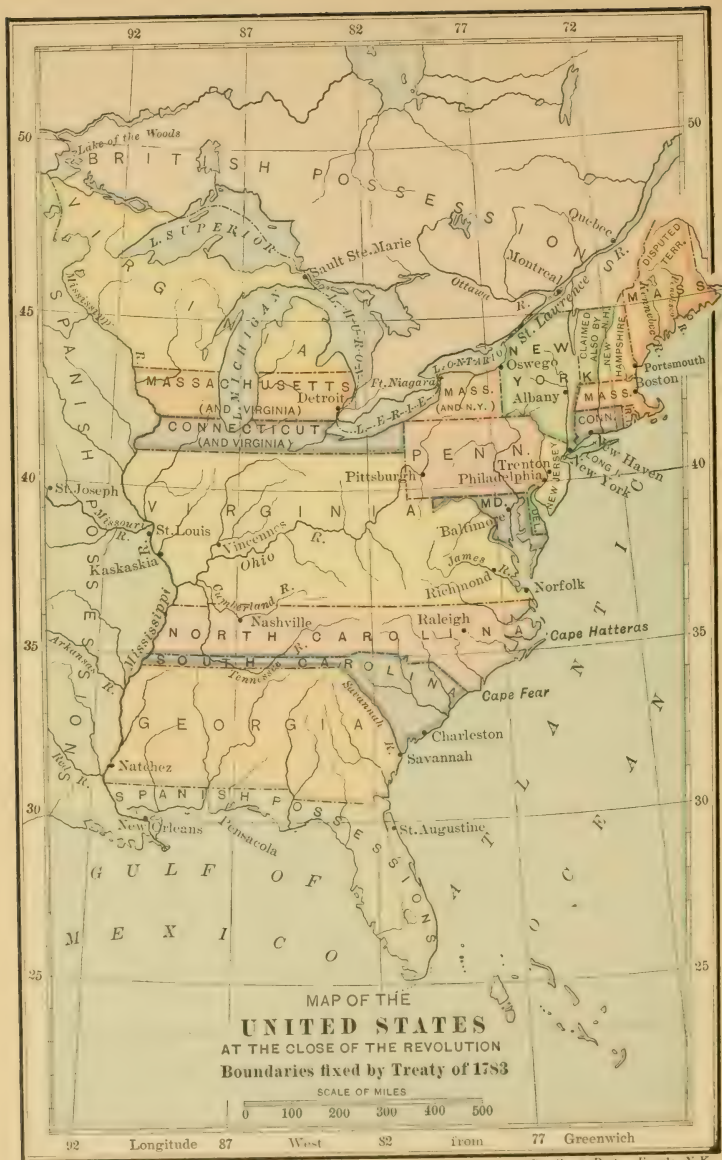 92 87 82 77 72
50
50
Lake of the Woods
BRITISH POSSESSIONS
VIRGINIA
L. SUPERIOR
Sault Ste. Marie
Quebec
Montreal
Ottawa R.
St. Lawrence R.
DISPUTED TERR.
45
45
Mississippi R.
L. MICHIGAN
L. HURON
L. ONTARIO
NEW YORK
CLAIMED ALSO BY NEW HAMP.
NEW HAMPSHIRE
MASS.
Kennebec R.
Portsmouth
Boston
MASSACHUSETTS
(AND VIRGINIA)
Detroit
Ft. Niagara
Oswego
Albany
MASS.
(AND N.Y.)
MASS.
CONNECTICUT
(AND VIRGINIA)
L. ERIE
CONN.
R.I.
New Haven
LONG I.
New York
PENN.
Pittsburgh
Trenton
Philadelphia
NEW JERSEY
SPANISH POSSESSIONS
40
40
St. Joseph
Missouri R.
St. Louis
Kaskaskia
VIRGINIA
Vincennes
Ohio R.
MD.
Baltimore
DEL.
James R.
Richmond
Norfolk
Cumberland R.
Nashville
Raleigh
NORTH CAROLINA
Cape Hatteras
35
35
Mississippi
Arkansas R.
Tennessee R.
SOUTH CAROLINA
Cape Fear
GEORGIA
Savannah R.
Charleston
Savannah
Natchez
Red R.
SPANISH POSSESSIONS
30
30
New Orleans
Pensacola
St. Augustine
GULF OF
MEXICO
ATLANTIC
OCEAN
25
25
MAP OF THE
UNITED STATES
AT THE CLOSE OF THE REVOLUTION
Boundaries fixed by Treaty of 1783
SCALE OF MILES
0 100 200 300 400 500
92 Longitude 87 West 82 from 77 Greenwich